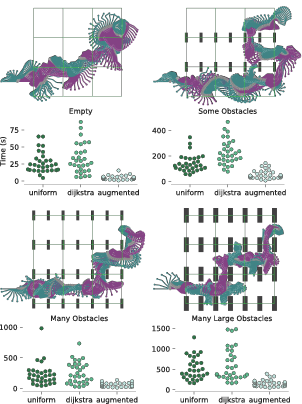 Empty
Some Obstacles
Time (s)
75
50
25
0
uniform dijkstra augmented
400
200
0
uniform dijkstra augmented
Many Obstacles
Many Large Obstacles
1000
500
0
uniform dijkstra augmented
1500
1000
500
0
uniform dijkstra augmented